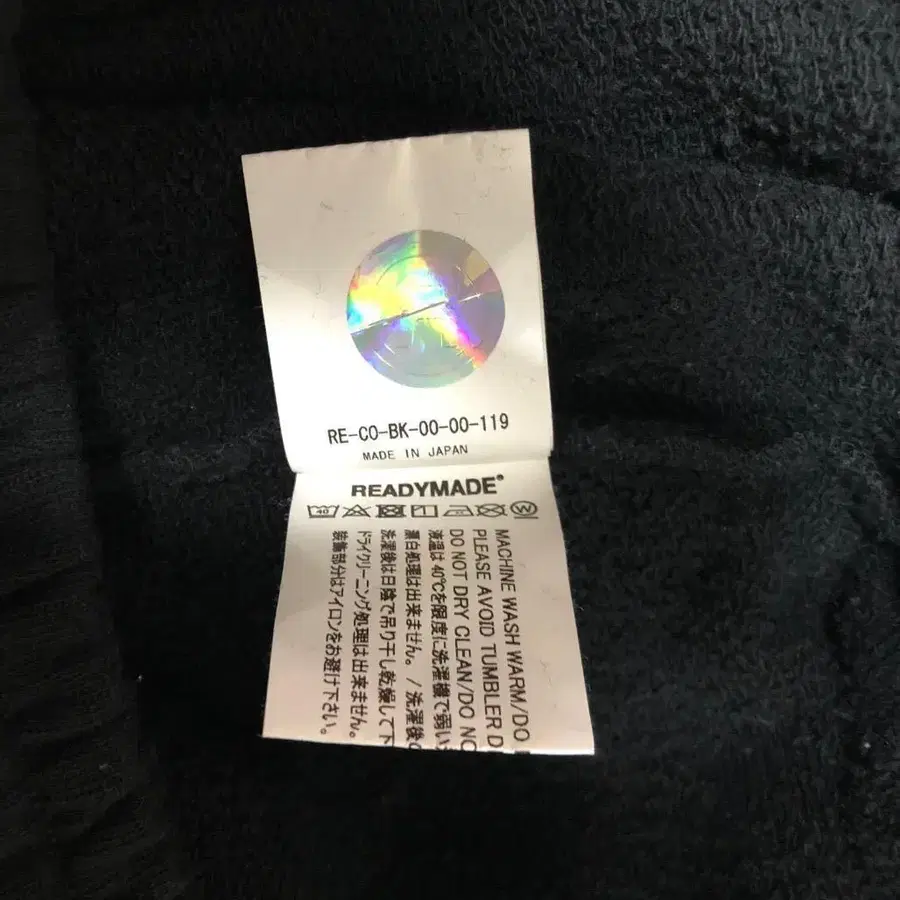 RE-CO-BK-00-00-119
MADE IN JAPAN
READYMADE®
40
W
MACHINE WASH WARM/DO
PLEASE AVOID TUMBLER D
DO NOT DRY CLEAN/DO NO
液温は40℃を限度に洗濯機で弱い
漂白処理は出来ません。/洗濯後の
洗濯後は日陰で吊り干し乾燥して下
ドライクリーニング処理は出来ません。
装飾部分はアイロンをお避け下さい。